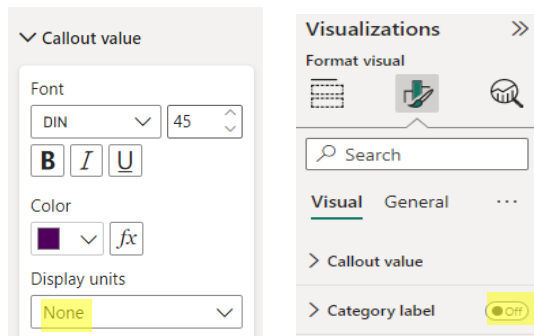 Callout value
Font
DIN
45
B I U
Color
fx
Display units
None
Visualizations
Format visual
Search
Visual General ...
Callout value
Category label Off